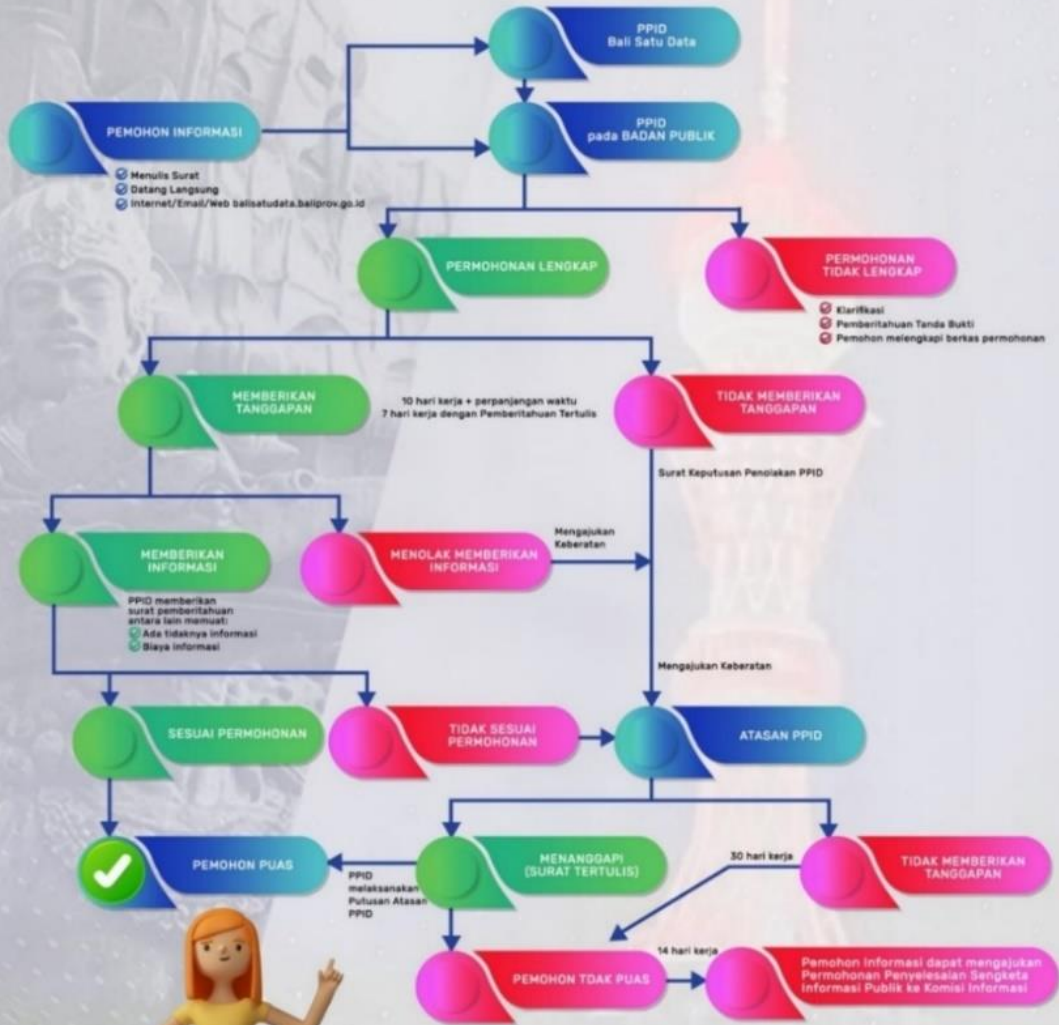 PPID
Bali Satu Data
PEMOHON INFORMASI
PPID
pada BADAN PUBLIK
Menulis Surat
Datang Langsung
Internet/Email/Web balisatudata.baliprov.go.id
PERMOHONAN LENGKAP
PERMOHONAN
TIDAK LENGKAP
Klarifikasi
Pemberitahuan Tanda Bukti
Pemohon melengkapi berkas permohonan
MEMBERIKAN
TANGGAPAN
10 hari kerja + perpanjangan waktu
7 hari kerja dengan Pemberitahuan Tertulis
TIDAK MEMBERIKAN
TANGGAPAN
Surat Keputusan Penolakan PPID
MEMBERIKAN
INFORMASI
MENOLAK MEMBERIKAN
INFORMASI
Mengajukan
Keberatan
PPID memberikan
surat pemberitahuan
antara lain memuat:
Ada tidaknya informasi
Biaya informasi
Mengajukan Keberatan
SESUAI PERMOHONAN
TIDAK SESUAI
PERMOHONAN
ATASAN PPID
PEMOHON PUAS
PPID
melaksanakan
Putusan Atasan
PPID
MENANGGAPI
(SURAT TERTULIS)
30 hari kerja
TIDAK MEMBERIKAN
TANGGAPAN
PEMOHON TDAK PUAS
14 hari kerja
Pemohon Informasi dapat mengajukan
Permohonan Penyelesaian Sengketa
Informasi Publik ke Komisi Informasi